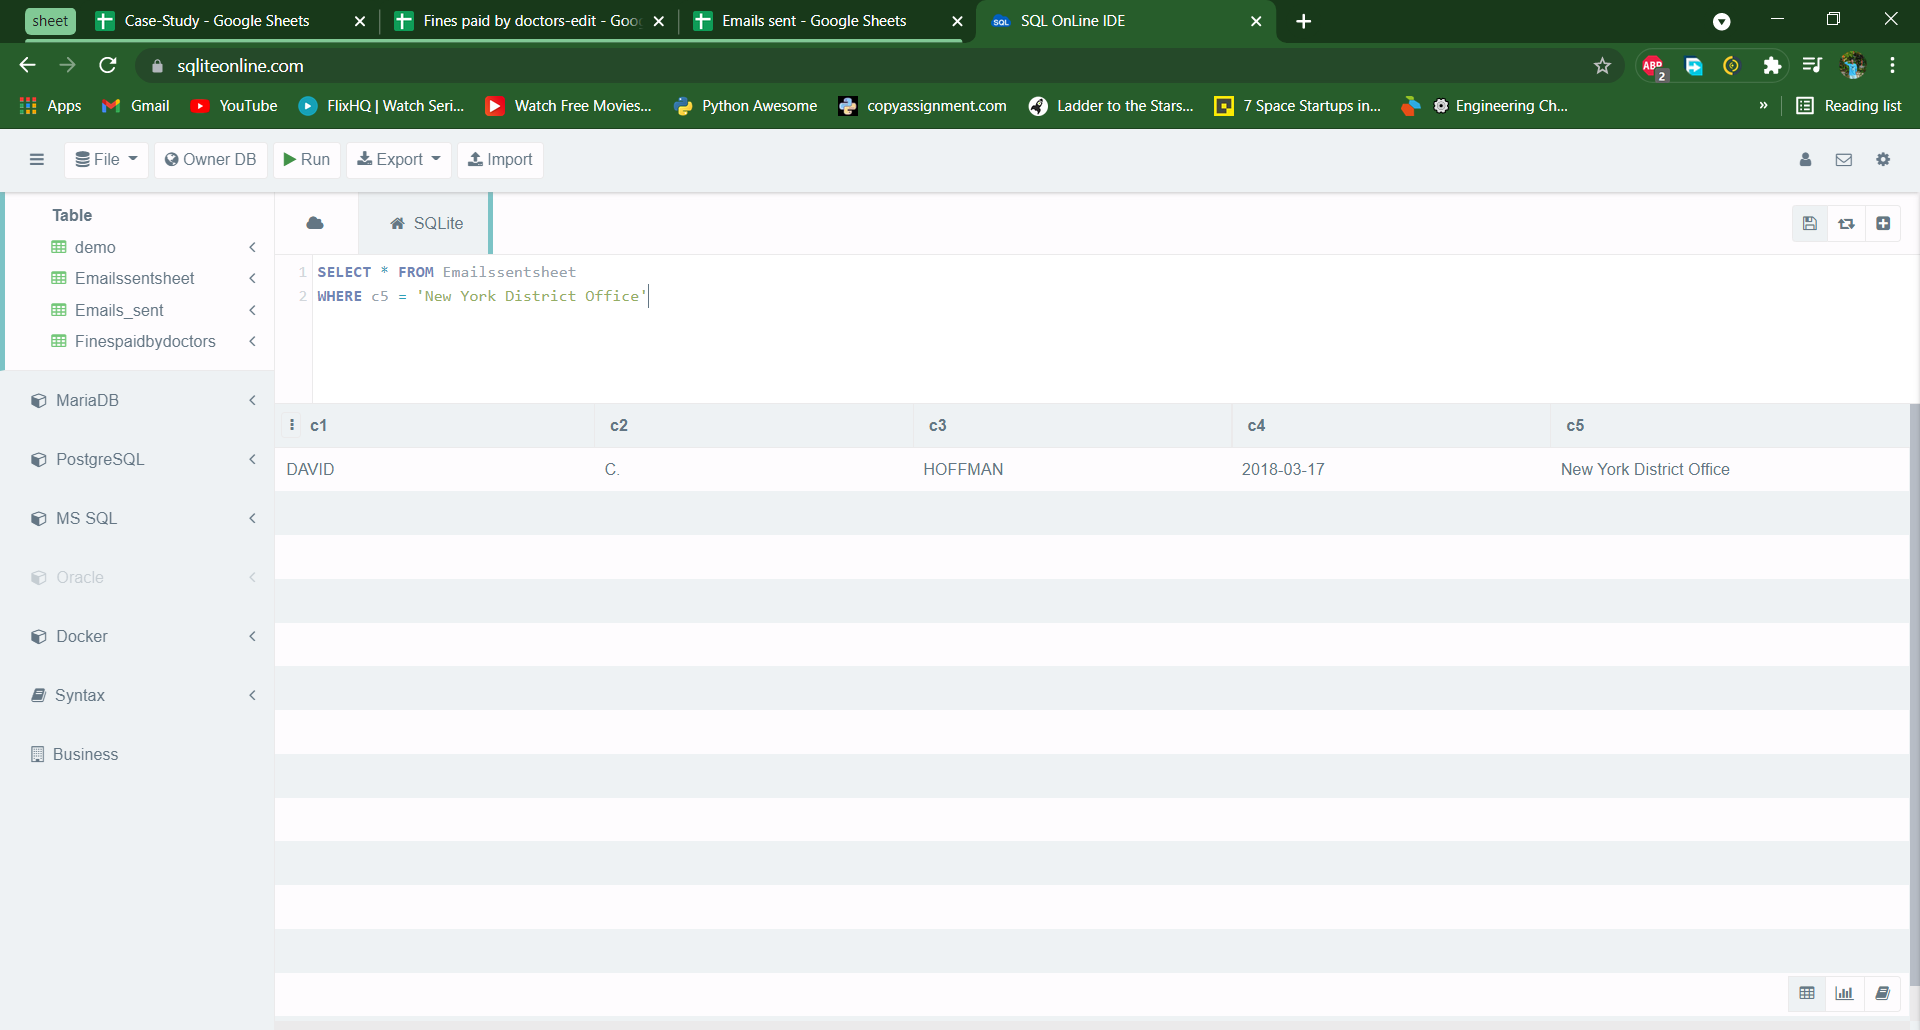 sheet
Case-Study - Google Sheets
Fines paid by doctors-edit - Goo
Emails sent - Google Sheets
SQL
SQL OnLine IDE
sqliteonline.com
ABP
2
Apps
Gmail
YouTube
FlixHQ | Watch Seri...
Watch Free Movies...
Python Awesome
copyassignment.com
Ladder to the Stars...
7 Space Startups in...
Engineering Ch...
»
Reading list
File
Owner DB
Run
Export
Import
Table
demo
Emailssentsheet
Emails_sent
Finespaidbydoctors
MariaDB
PostgreSQL
MS SQL
Oracle
Docker
Syntax
Business
SQLite
1 SELECT * FROM Emailssentsheet
2 WHERE c5 = 'New York District Office'
c1 c2 c3 c4 c5
DAVID C. HOFFMAN 2018-03-17 New York District Office